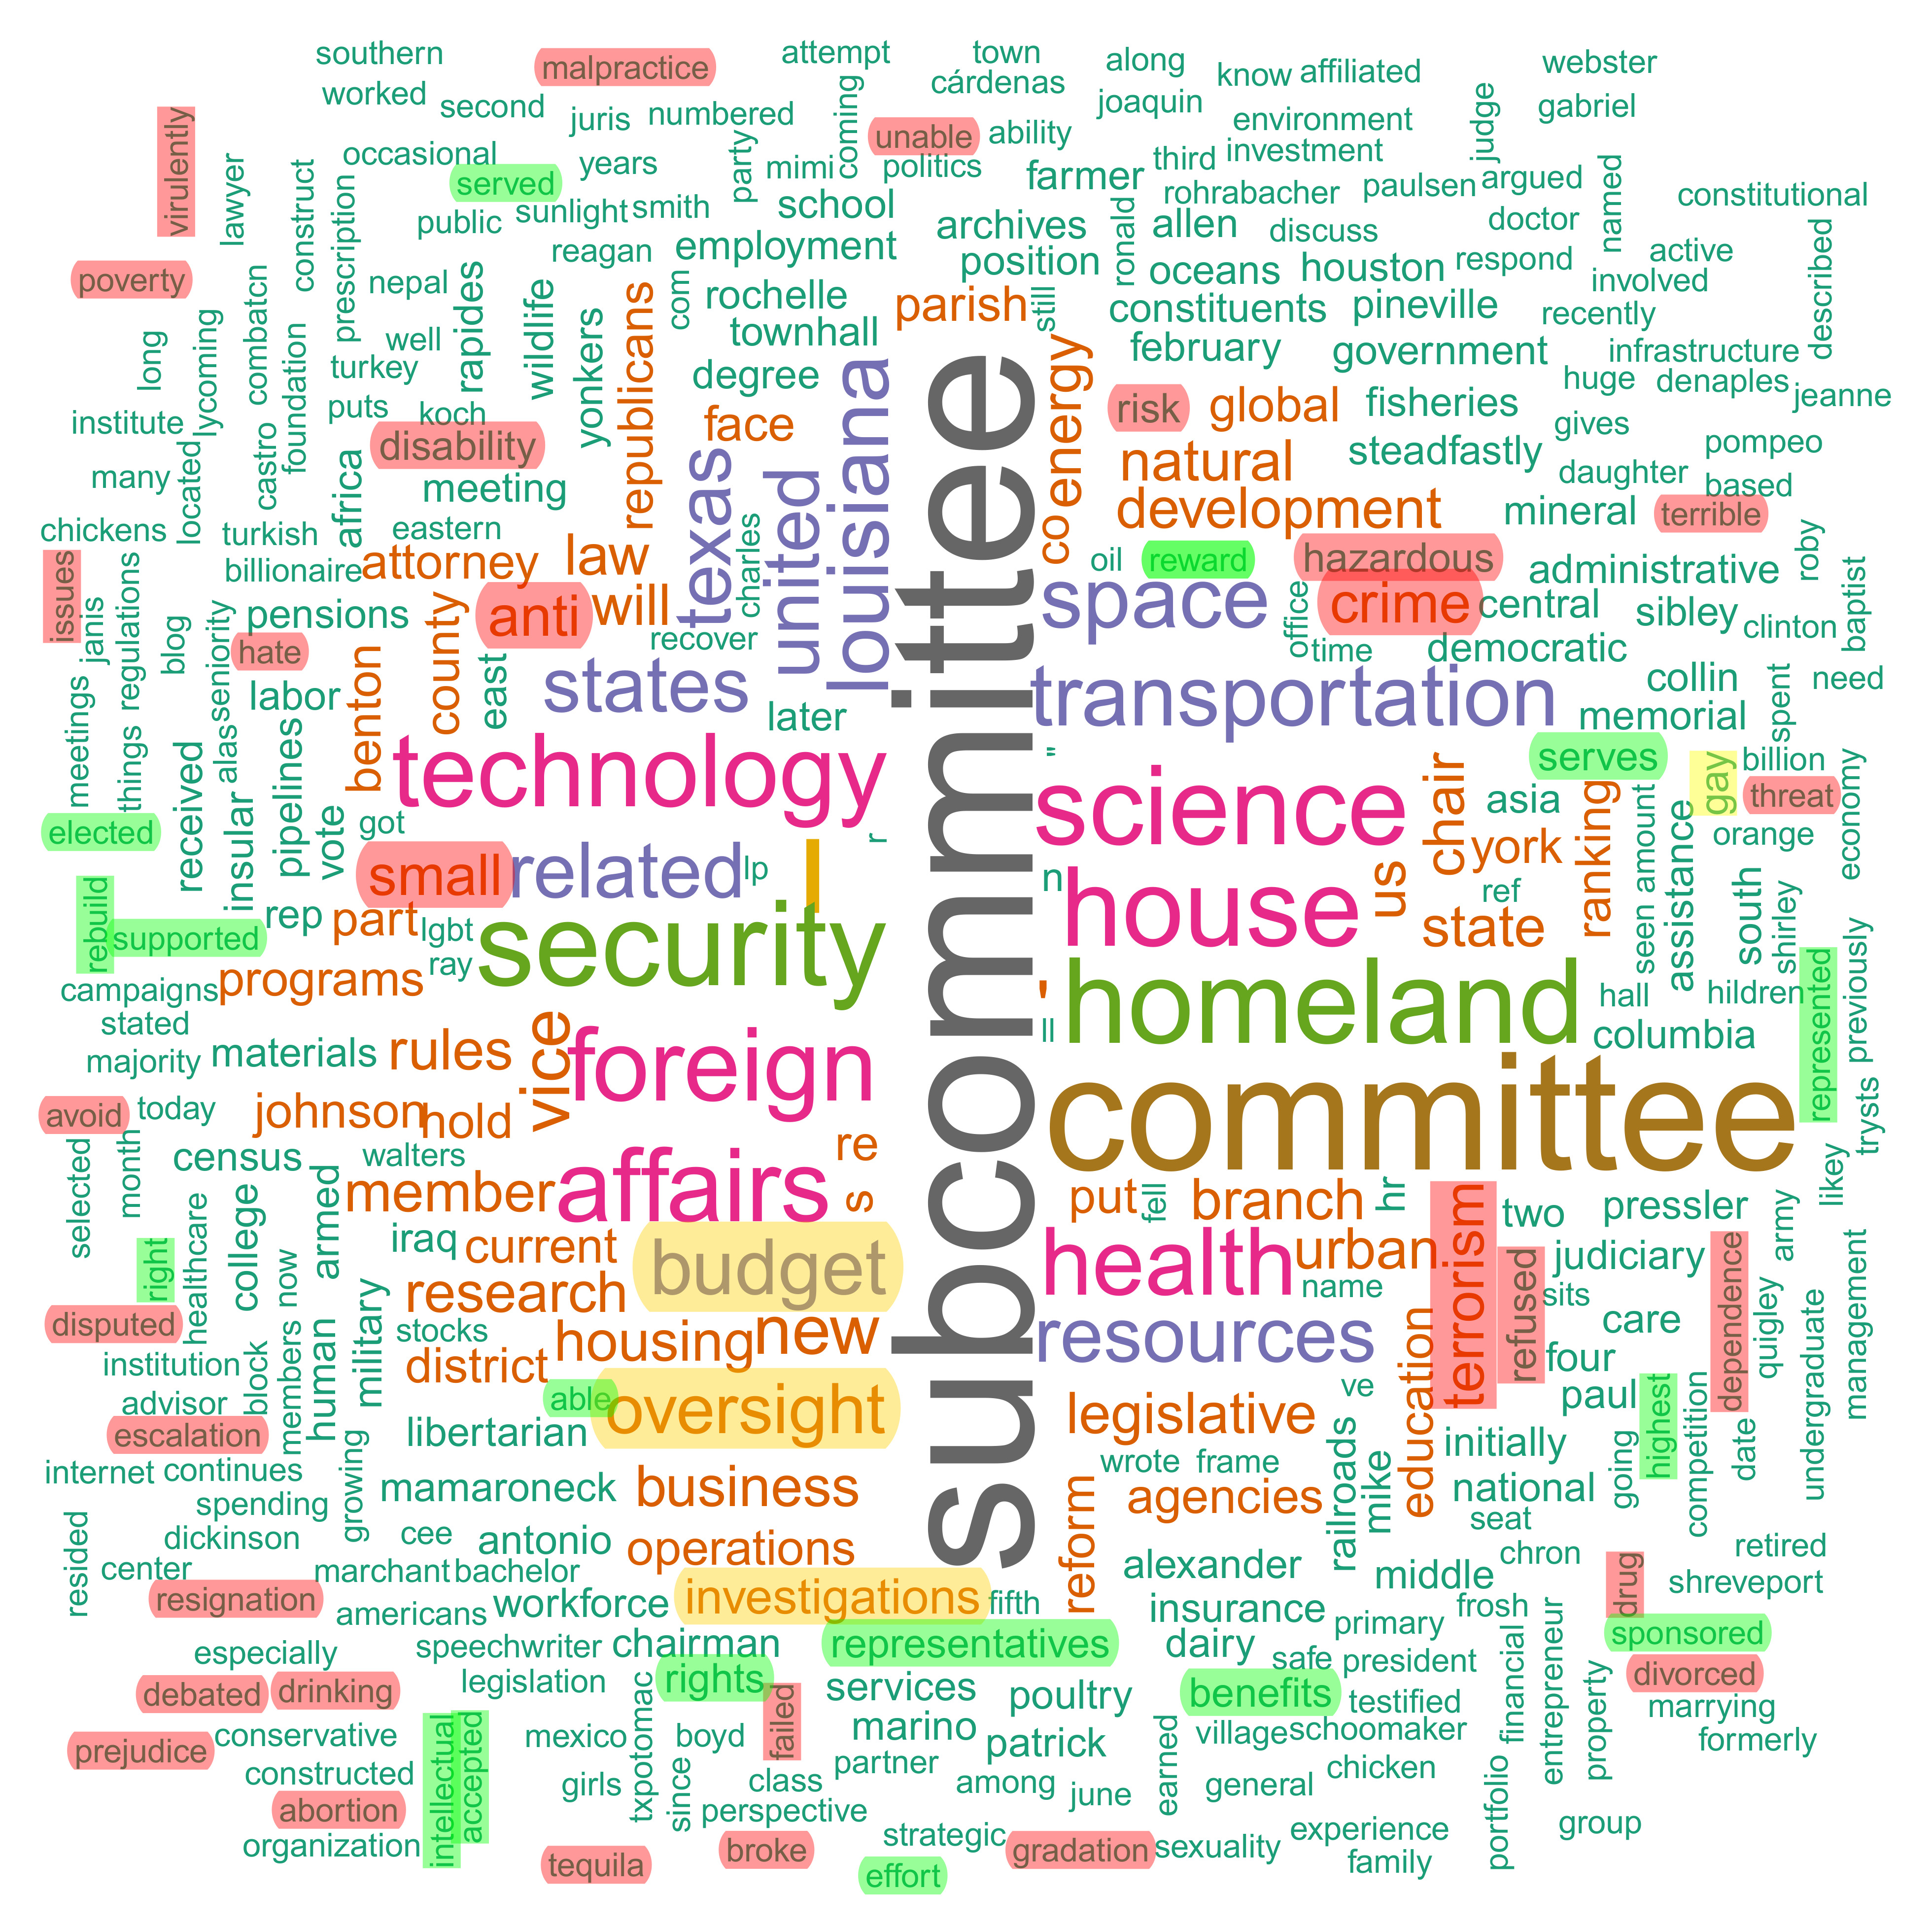 southern
malpractice
attempt
town
along
know
affiliated
webster
worked
second
juris
numbered
coming
cárdenas
joaquin
environment
judge
gabriel
virulently
lawyer
construct
occasional
served
years
party
mimi
unable
politics
ability
third
investment
farmer
rohrabacher
paulsen
argued
named
constitutional
prescription
public
sunlight
smith
school
archives
ronald
allen
discuss
doctor
active
poverty
nepal
rapides
reagan
employment
position
oceans
houston
respond
involved
described
long
lycoming
combatcn
foundation
well
wildlife
yonkers
republicans
com
rochelle
townhall
parish
still
constituents
pineville
recently
turkey
february
government
infrastructure
institute
puts
koch
degree
louisiana
energy
risk
global
fisheries
huge
denaples
jeanne
many
located
castro
africa
disability
meeting
face
texas
united
natural
steadfastly
gives
pompeo
chickens
turkish
eastern
development
daughter
based
mineral
terrible
roby
issues
janis
regulations
billionaire
attorney
law
charles
co
oil
reward
hazardous
administrative
baptist
blog
seniority
pensions
county
anti
will
space
office
crime
central
sibley
clinton
hate
recover
time
democratic
meetings
things
alas
labor
benton
east
states
later
transportation
collin
memorial
spent
need
received
insular
pipelines
vote
technology
subcommittee
"
science
chair
serves
gay
billion
threat
economy
elected
got
r
asia
ranking
seen
amount
assistance
orange
rebuild
supported
small
related
lp
l
n
house
us
york
ref
south
shirley
rep
part
lgbt
ray
security
state
represented
previously
campaigns
programs
'
homeland
hall
hildren
stated
ll
columbia
majority
materials
rules
vice
foreign
committee
avoid
today
johnson
hold
re
trysts
selected
month
census
walters
affairs
s
likey
college
armed
member
put
fell
branch
hr
terrorism
two
pressler
army
right
healthcare
now
iraq
current
budget
health
urban
refused
judiciary
dependence
quigley
management
disputed
human
military
research
name
sits
institution
block
members
stocks
housing
new
resources
education
care
undergraduate
advisor
district
able
oversight
ve
four
paul
highest
competition
date
escalation
libertarian
legislative
railroads
mike
initially
going
internet
continues
growing
mamaroneck
business
wrote
frame
agencies
national
spending
seat
resided
dickinson
cee
antonio
operations
reform
alexander
chron
retired
center
marchant
bachelor
middle
drug
shreveport
resignation
americans
workforce
investigations
fifth
insurance
primary
frosh
especially
speechwriter
chairman
representatives
dairy
safe
president
financial
entrepreneur
sponsored
debated
drinking
legislation
txpotomac
rights
failed
services
poultry
benefits
testified
property
divorced
marrying
prejudice
conservative
intellectual
accepted
mexico
boyd
marino
patrick
earned
village
schoomaker
formerly
constructed
girls
since
class
partner
among
june
general
chicken
portfolio
abortion
perspective
organization
strategic
gradation
sexuality
experience
group
tequila
broke
effort
family